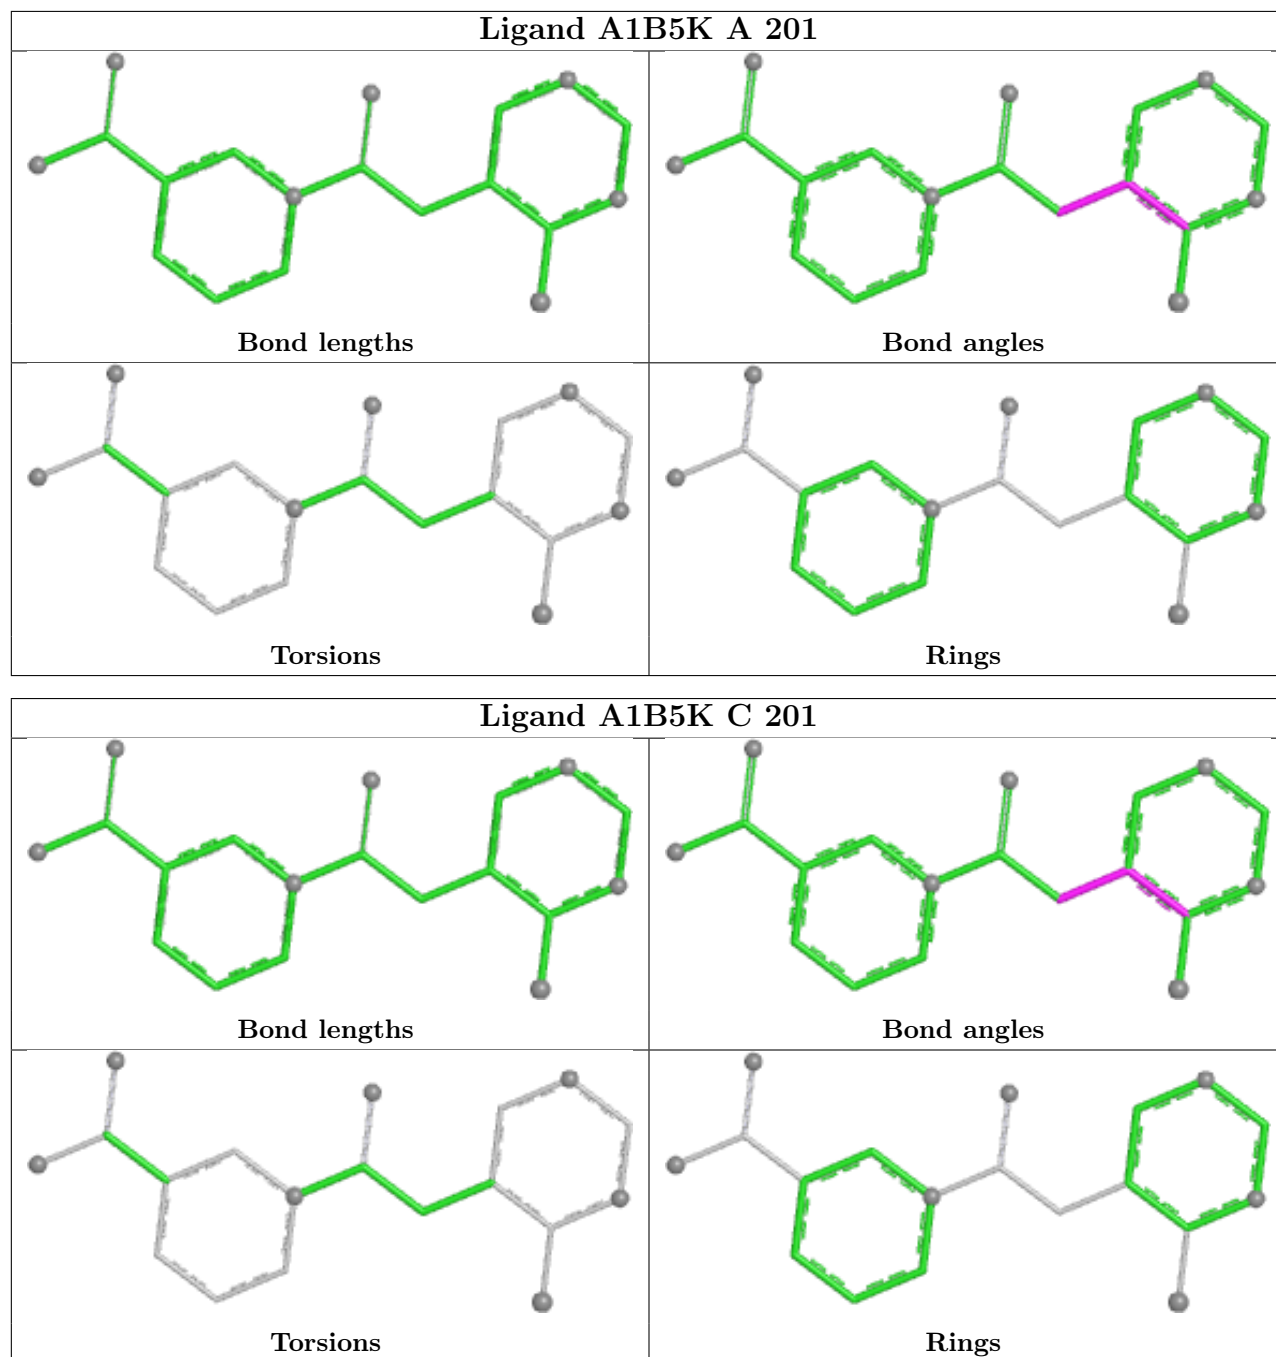 Ligand A1B5K A 201
Bond lengths
Bond angles
Torsions
Rings
Ligand A1B5K C 201
Bond lengths
Bond angles
Torsions
Rings